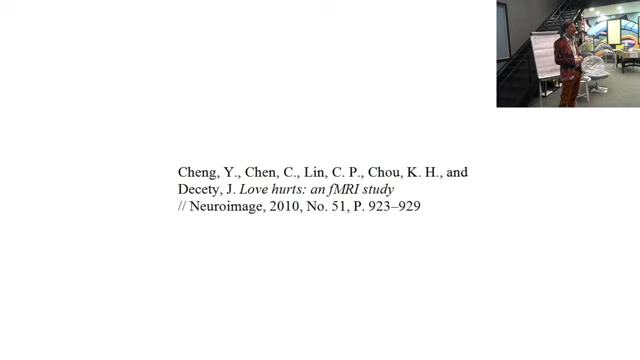 Cheng, Y., Chen, C., Lin, C. P., Chou, K. H., and
Decety, J. Love hurts: an fMRI study
// Neuroimage, 2010, No. 51, P. 923–929